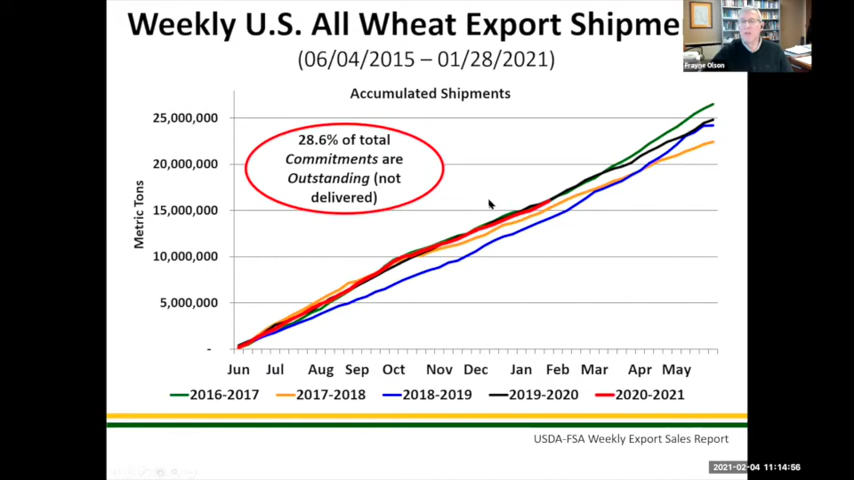 Weekly U.S. All Wheat Export Shipme
(06/04/2015 – 01/28/2021)
Frayne Olson
Accumulated Shipments
28.6% of total
Commitments are
Outstanding (not
delivered)
Metric Tons
25,000,000
20,000,000
15,000,000
10,000,000
5,000,000
-
Jun Jul Aug Sep Oct Nov Dec Jan Feb Mar Apr May
2016-2017 2017-2018 2018-2019 2019-2020 2020-2021
USDA-FSA Weekly Export Sales Report
2021-02-04 11:14:56